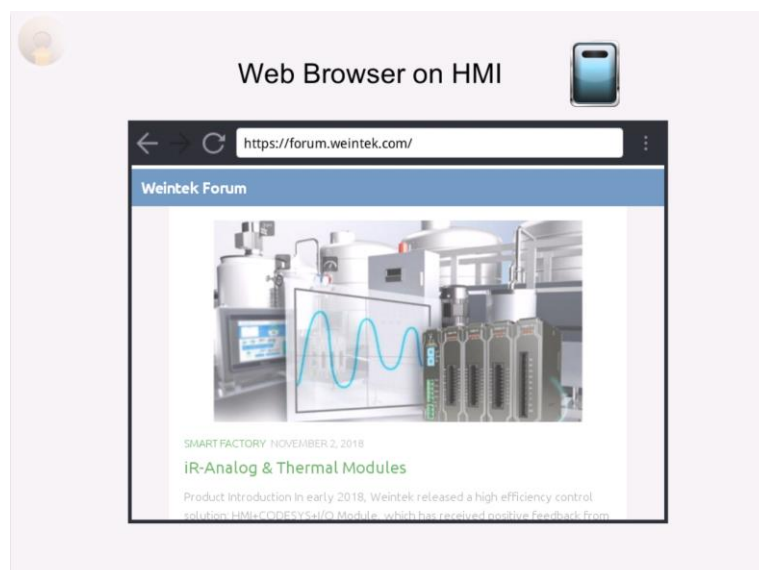 Web Browser on HMI
https://forum.weintek.com/
Weintek Forum
SMART FACTORY NOVEMBER 2, 2018
iR-Analog & Thermal Modules
Product Introduction In early 2018, Weintek released a high efficiency control
solution: HMI+CODESYS+I/O Module, which has received positive feedback from